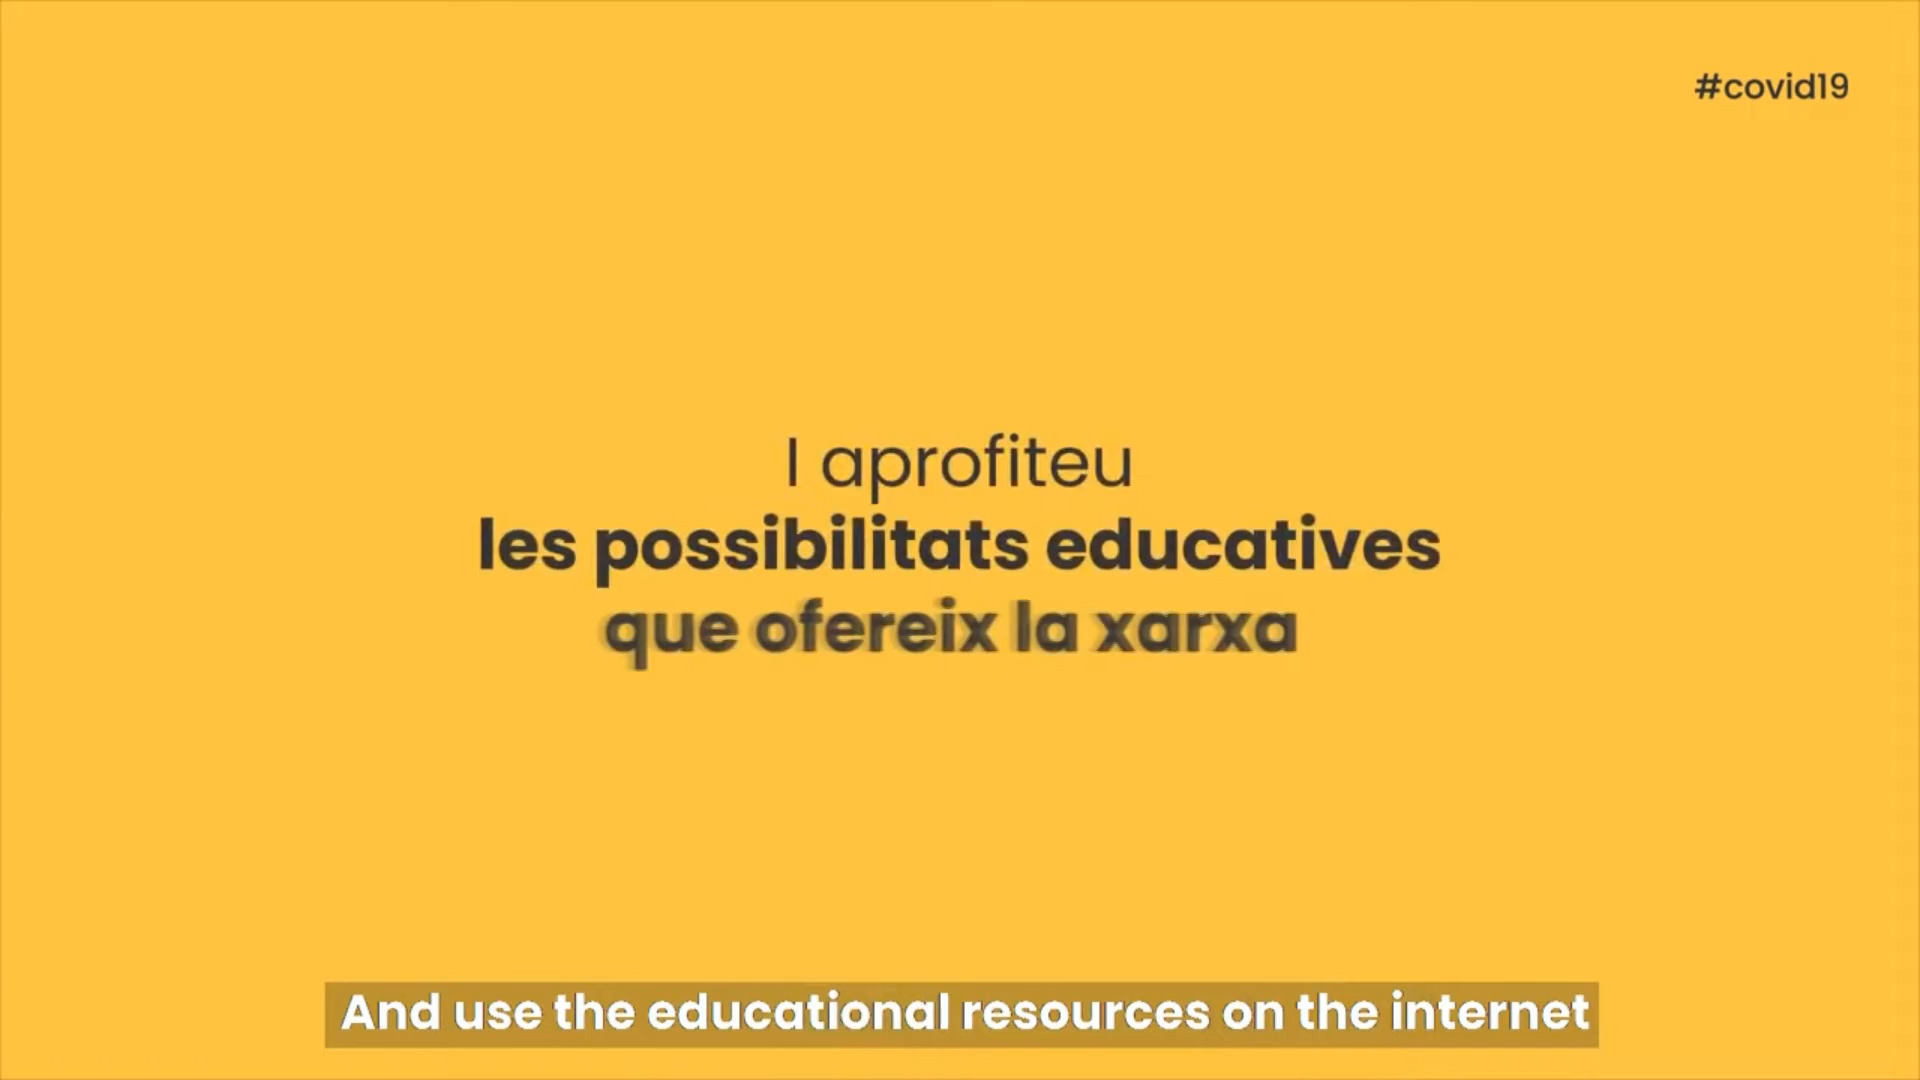 #covid19
I aprofiteu
les possibilitats educatives
que ofereix la xarxa
And use the educational resources on the internet